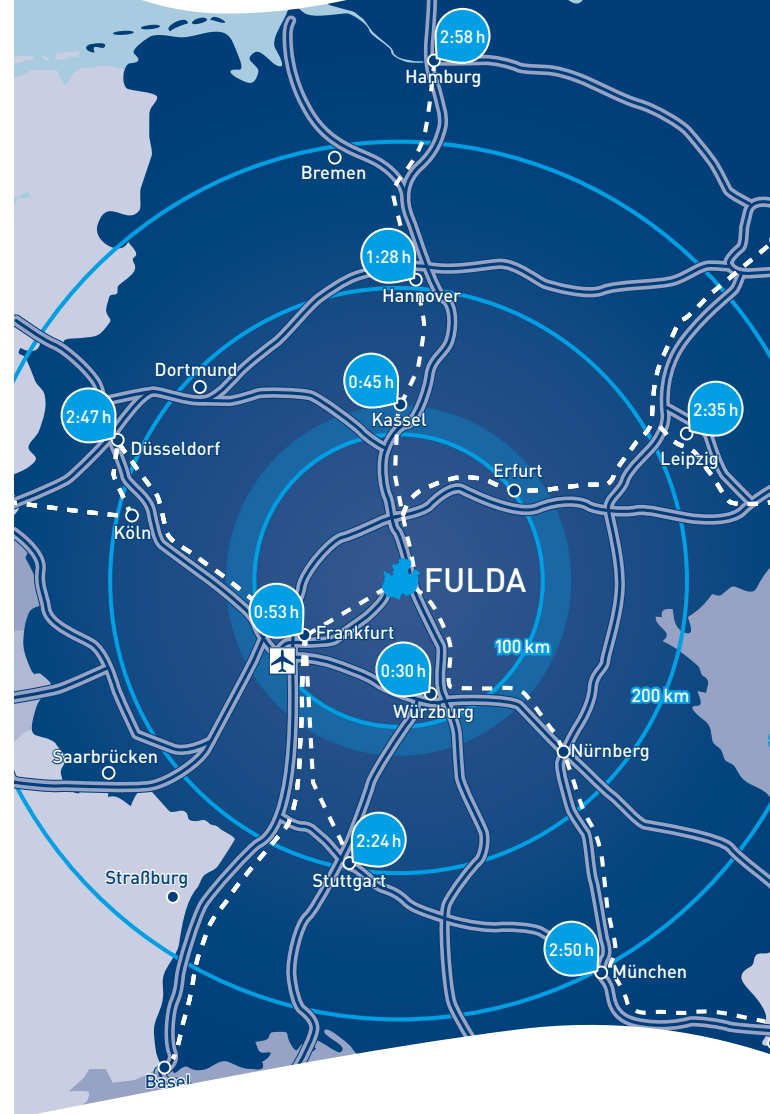 2:58 h
Hamburg
Bremen
1:28 h
Hannover
Dortmund
0:45 h
Kassel
2:47 h
Düsseldorf
2:35 h
Leipzig
Erfurt
Köln
FULDA
0:53 h
Frankfurt
100 km
0:30 h
Würzburg
200 km
Saarbrücken
Nürnberg
2:24 h
Stuttgart
Straßburg
2:50 h
München
Basel